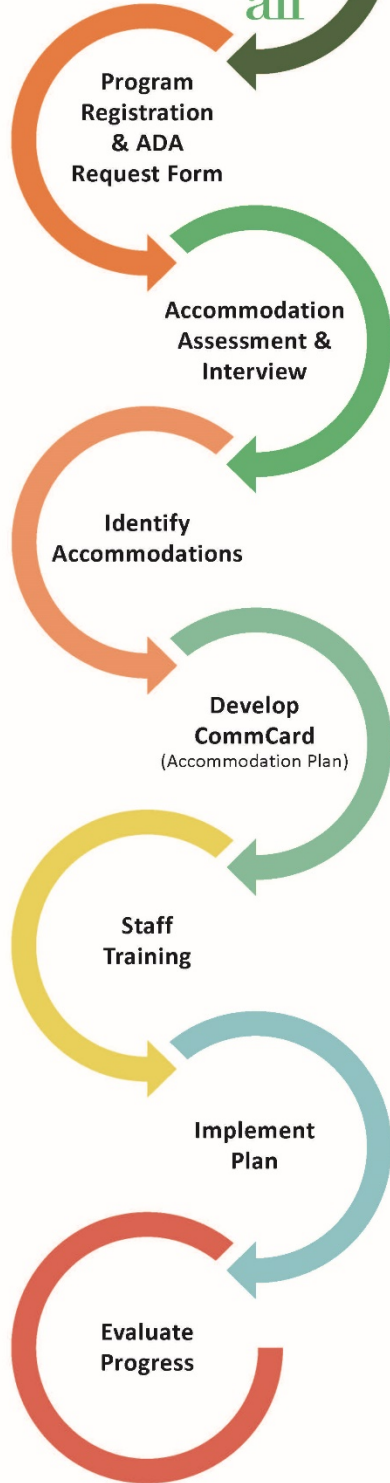 all
Program
Registration
& ADA
Request Form
Accommodation
Assessment &
Interview
Identify
Accommodations
Develop
CommCard
(Accommodation Plan)
Staff
Training
Implement
Plan
Evaluate
Progress